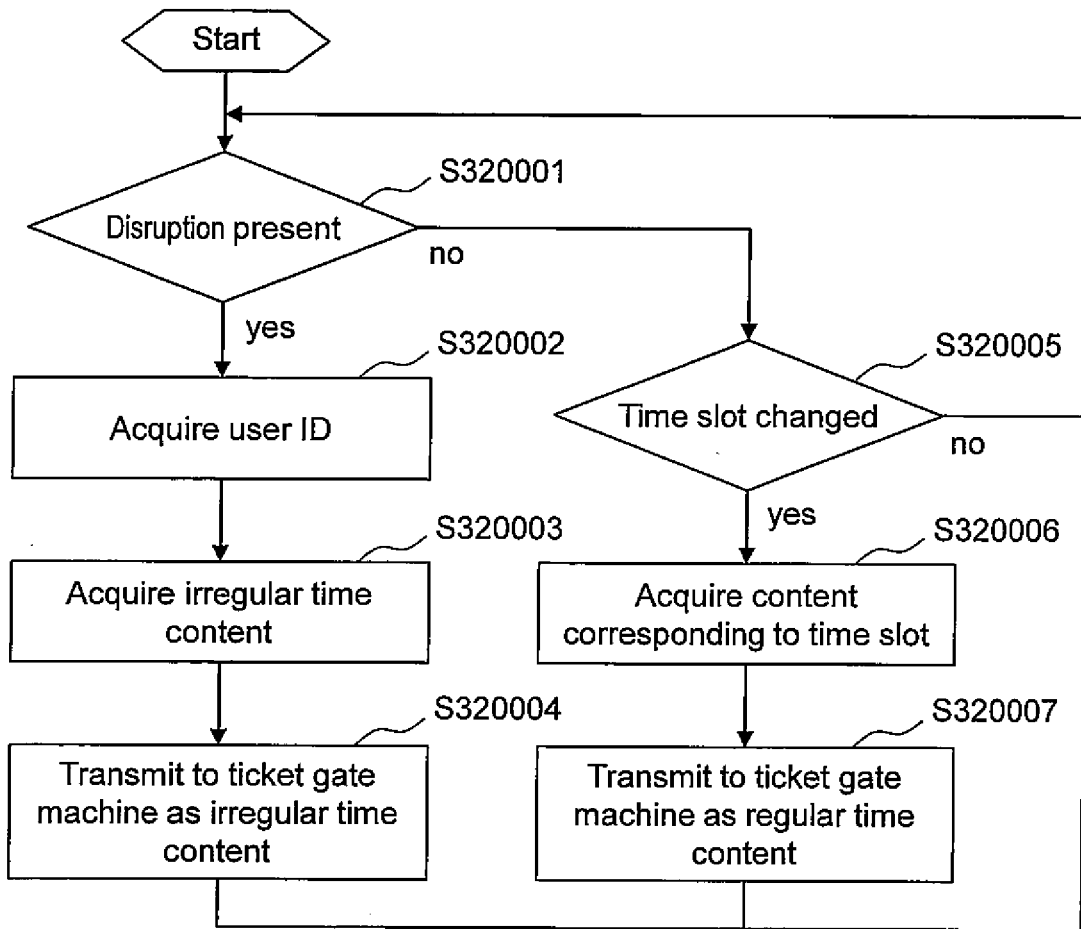 Start
S320001
Disruption present
no
yes
S320002
Acquire user ID
S320003
Acquire irregular time
content
S320004
Transmit to ticket gate
machine as irregular time
content
S320005
Time slot changed
no
yes
S320006
Acquire content
corresponding to time slot
S320007
Transmit to ticket gate
machine as regular time
content